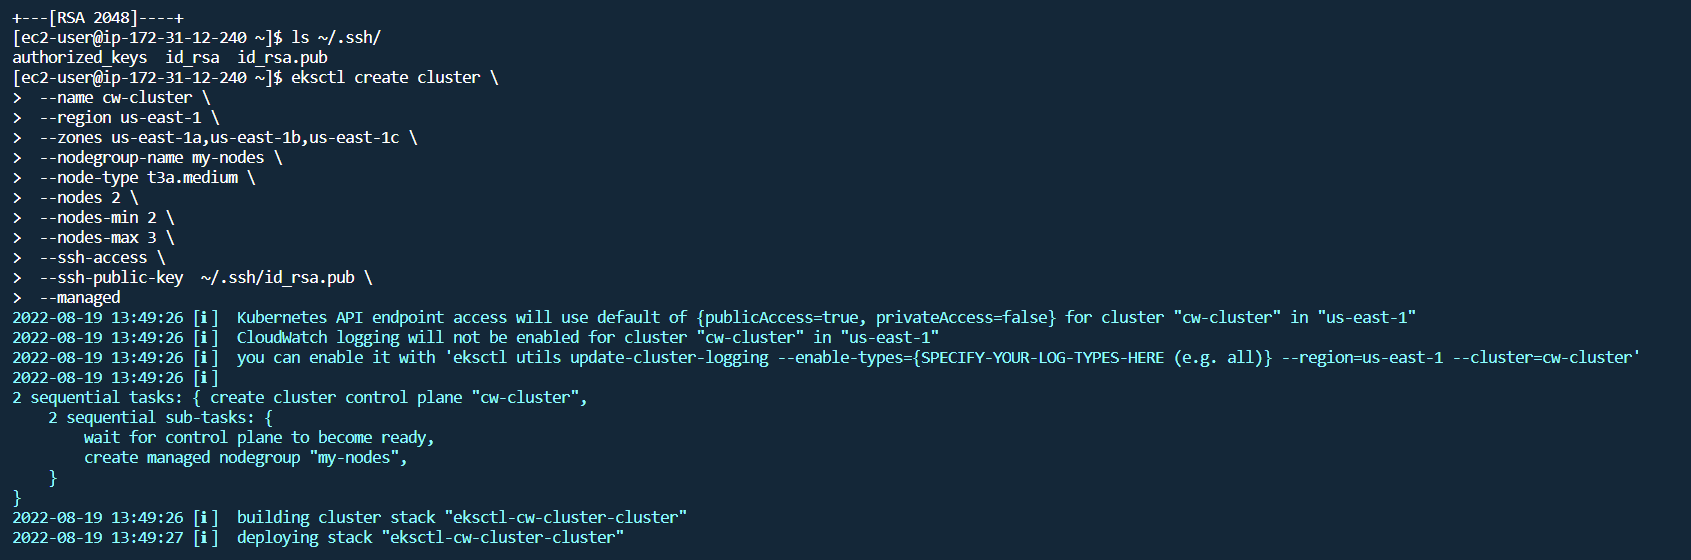 +---[RSA 2048]----+
[ec2-user@ip-172-31-12-240 ~]$ ls ~/.ssh/
authorized_keys  id_rsa  id_rsa.pub
[ec2-user@ip-172-31-12-240 ~]$ eksctl create cluster \
>  --name cw-cluster \
>  --region us-east-1 \
>  --zones us-east-1a,us-east-1b,us-east-1c \
>  --nodegroup-name my-nodes \
>  --node-type t3a.medium \
>  --nodes 2 \
>  --nodes-min 2 \
>  --nodes-max 3 \
>  --ssh-access \
>  --ssh-public-key  ~/.ssh/id_rsa.pub \
>  --managed
2022-08-19 13:49:26 [ℹ]  Kubernetes API endpoint access will use default of {publicAccess=true, privateAccess=false} for cluster "cw-cluster" in "us-east-1"
2022-08-19 13:49:26 [ℹ]  CloudWatch logging will not be enabled for cluster "cw-cluster" in "us-east-1"
2022-08-19 13:49:26 [ℹ]  you can enable it with 'eksctl utils update-cluster-logging --enable-types={SPECIFY-YOUR-LOG-TYPES-HERE (e.g. all)} --region=us-east-1 --cluster=cw-cluster'
2022-08-19 13:49:26 [ℹ]
2 sequential tasks: { create cluster control plane "cw-cluster",
    2 sequential sub-tasks: {
        wait for control plane to become ready,
        create managed nodegroup "my-nodes",
    }
}
2022-08-19 13:49:26 [ℹ]  building cluster stack "eksctl-cw-cluster-cluster"
2022-08-19 13:49:27 [ℹ]  deploying stack "eksctl-cw-cluster-cluster"